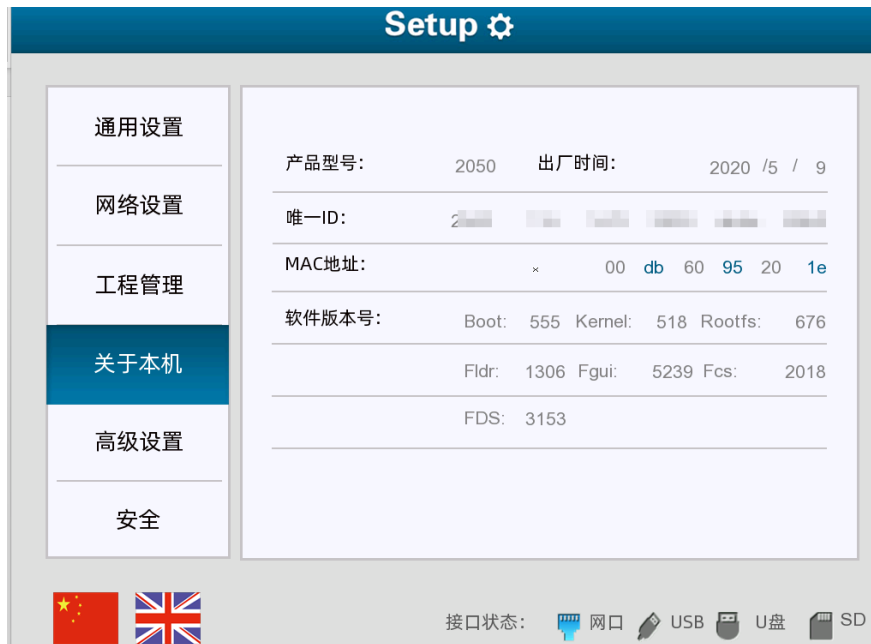 Setup
通用设置
网络设置
工程管理
关于本机
高级设置
安全
产品型号： 2050 出厂时间： 2020 /5 / 9
唯一ID：
MAC地址： × 00 db 60 95 20 1e
软件版本号： Boot: 555 Kernel: 518 Rootfs: 676
Fldr: 1306 Fgui: 5239 Fcs: 2018
FDS: 3153
接口状态： 网口 USB U盘 SD